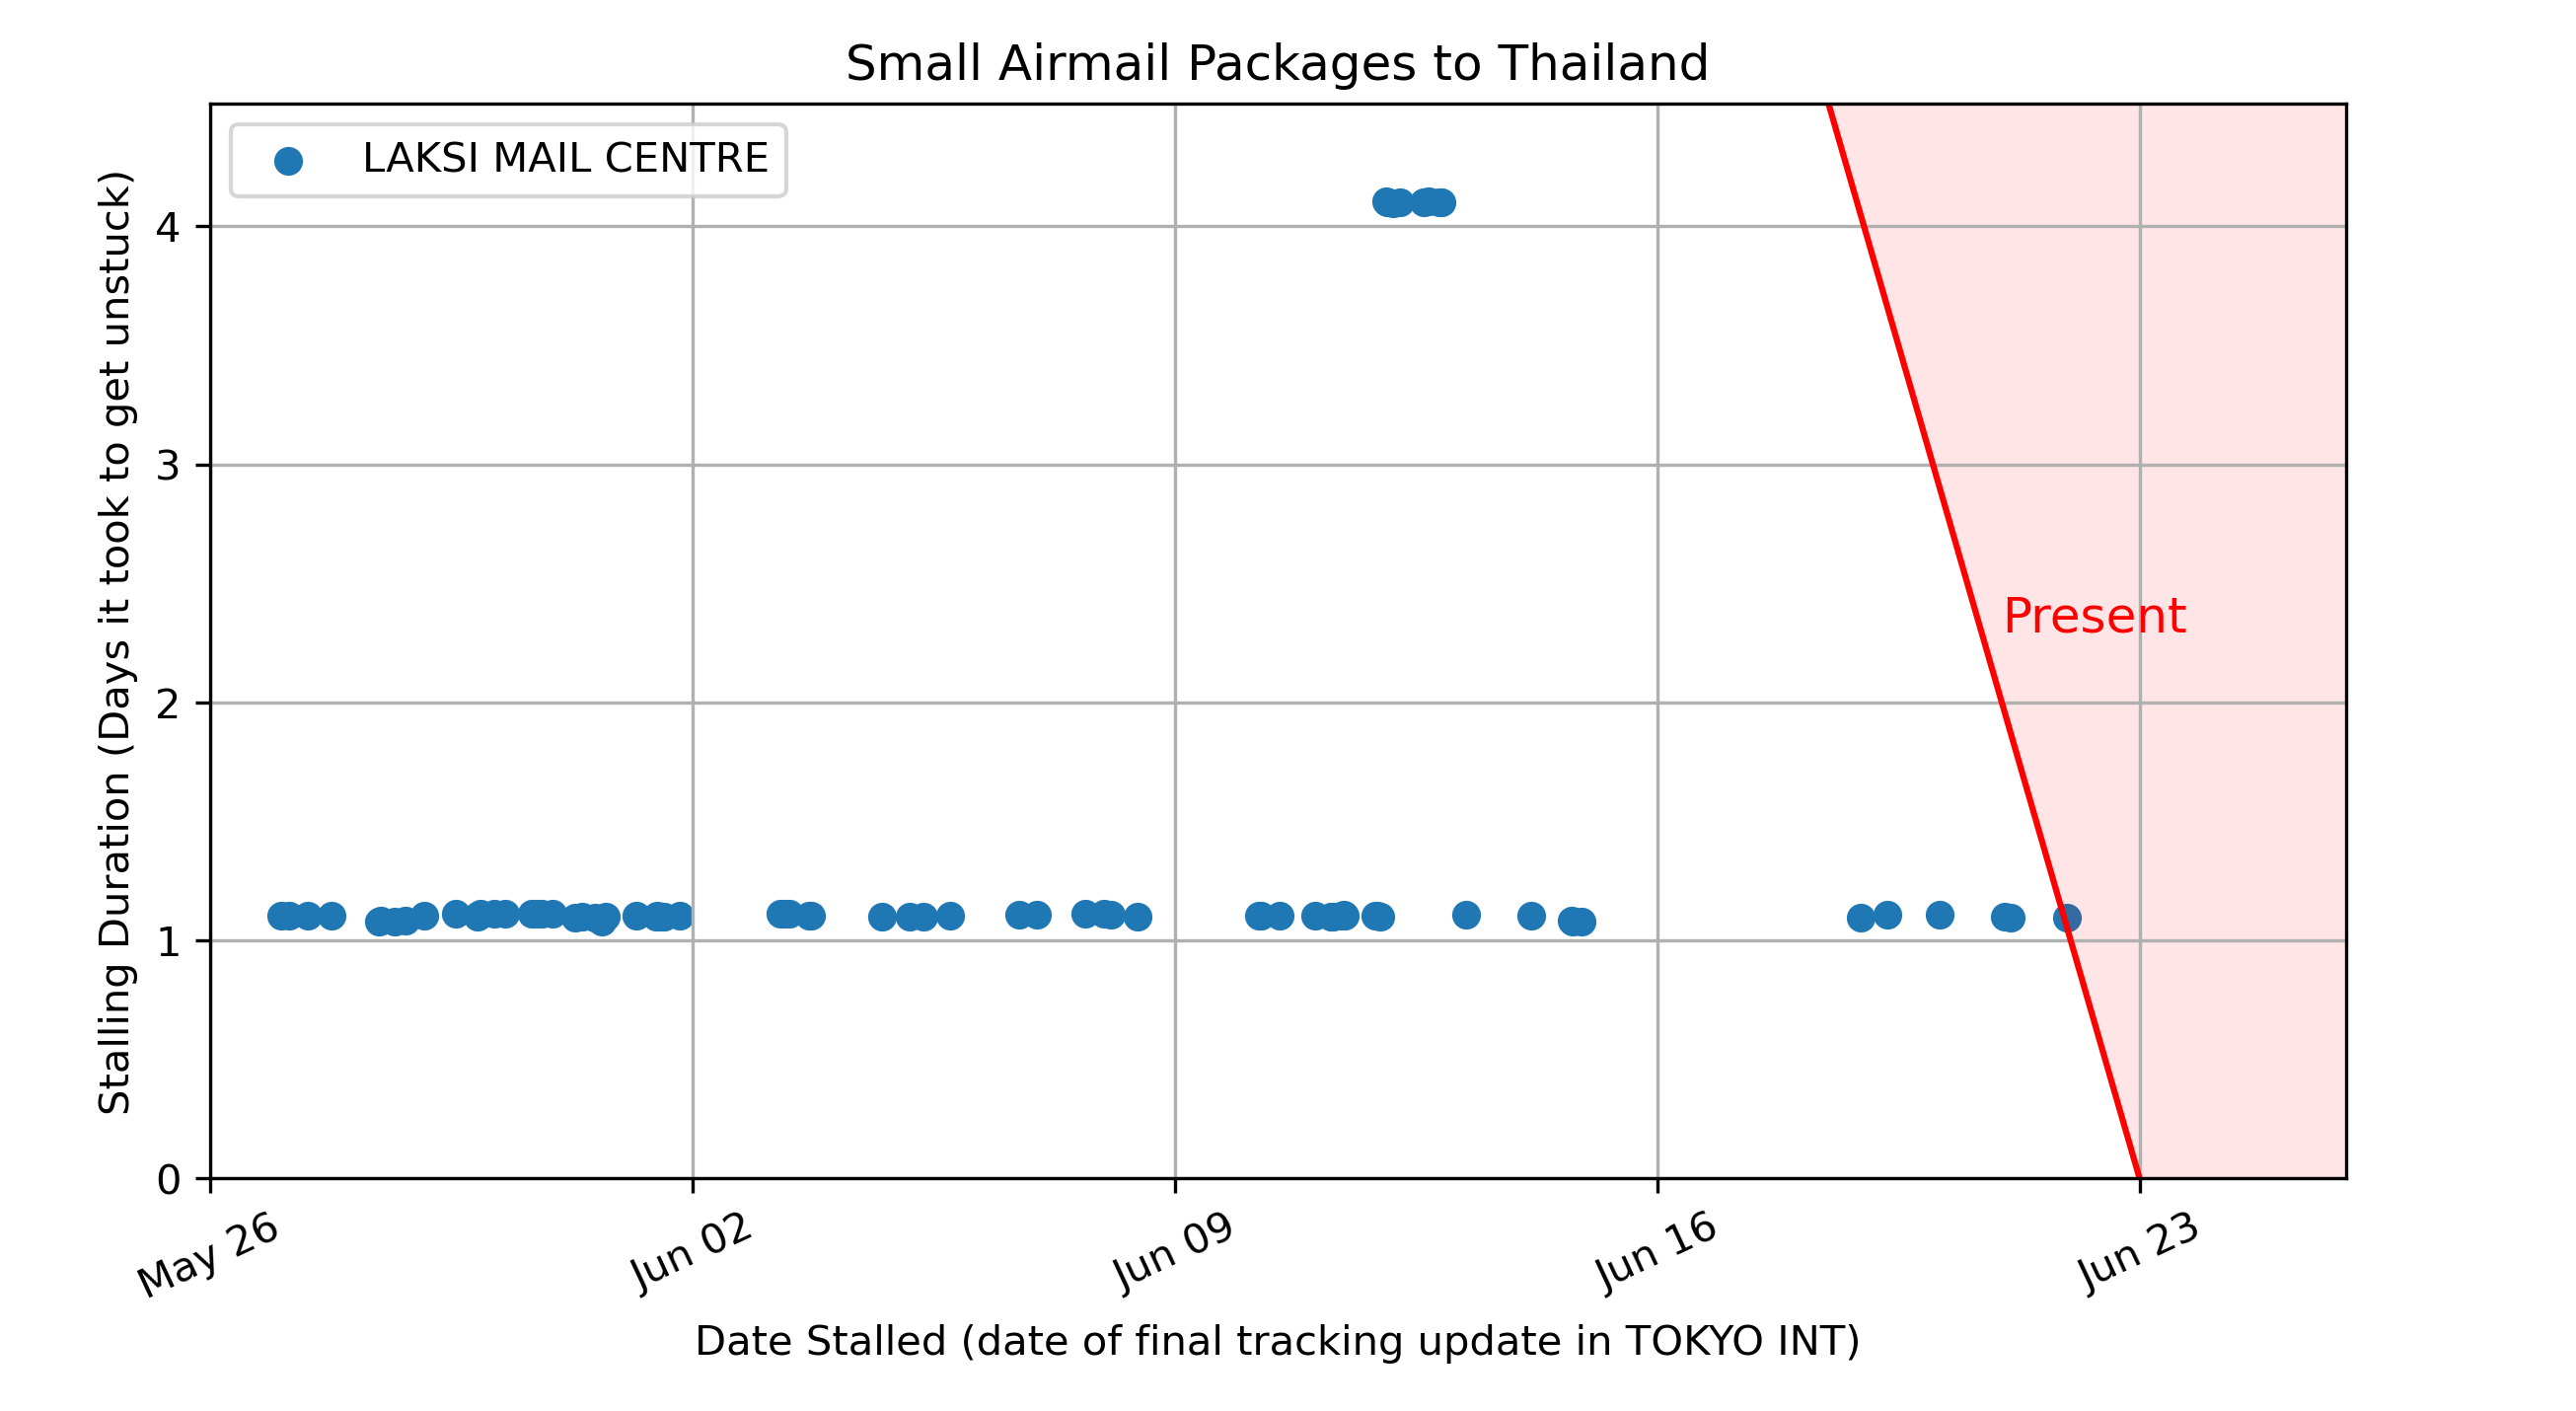 Small Airmail Packages to Thailand
LAKSI MAIL CENTRE
Stalling Duration (Days it took to get unstuck)
4
3
2
1
0
Present
May 26
Jun 02
Jun 09
Jun 16
Jun 23
Date Stalled (date of final tracking update in TOKYO INT)